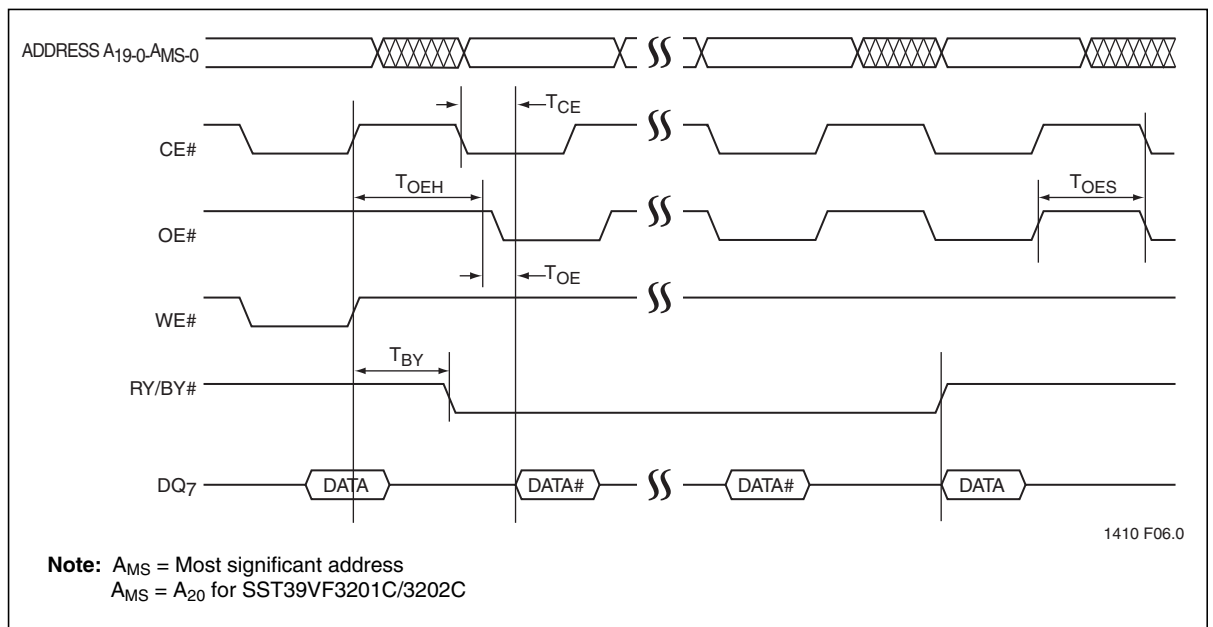 ADDRESS A19-0-AMS-0
TCE
CE#
TOEH
TOES
OE#
TOE
WE#
TBY
RY/BY#
DQ7
DATA
DATA#
DATA#
DATA
1410 F06.0
Note: AMS = Most significant address
AMS = A20 for SST39VF3201C/3202C